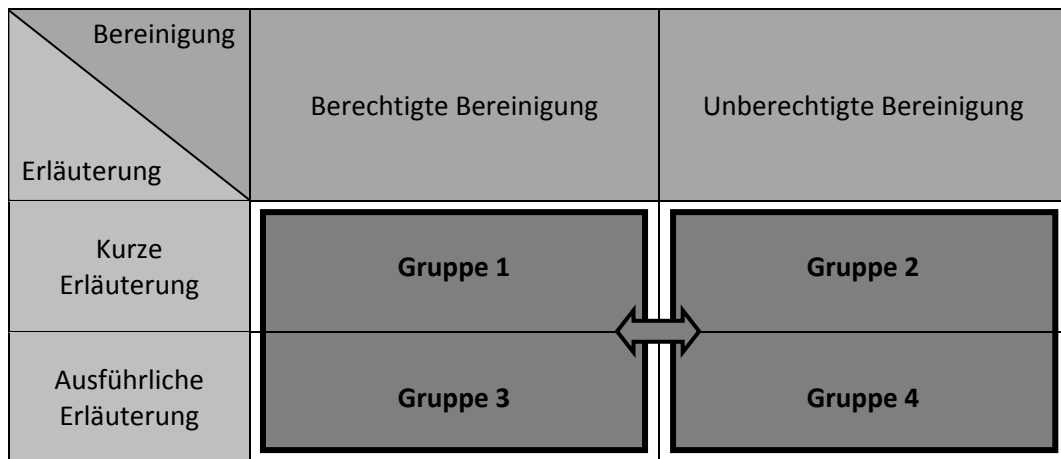 Bereinigung
Erläuterung
Berechtigte Bereinigung
Unberechtigte Bereinigung
Kurze
Erläuterung
Gruppe 1
Gruppe 2
Ausführliche
Erläuterung
Gruppe 3
Gruppe 4